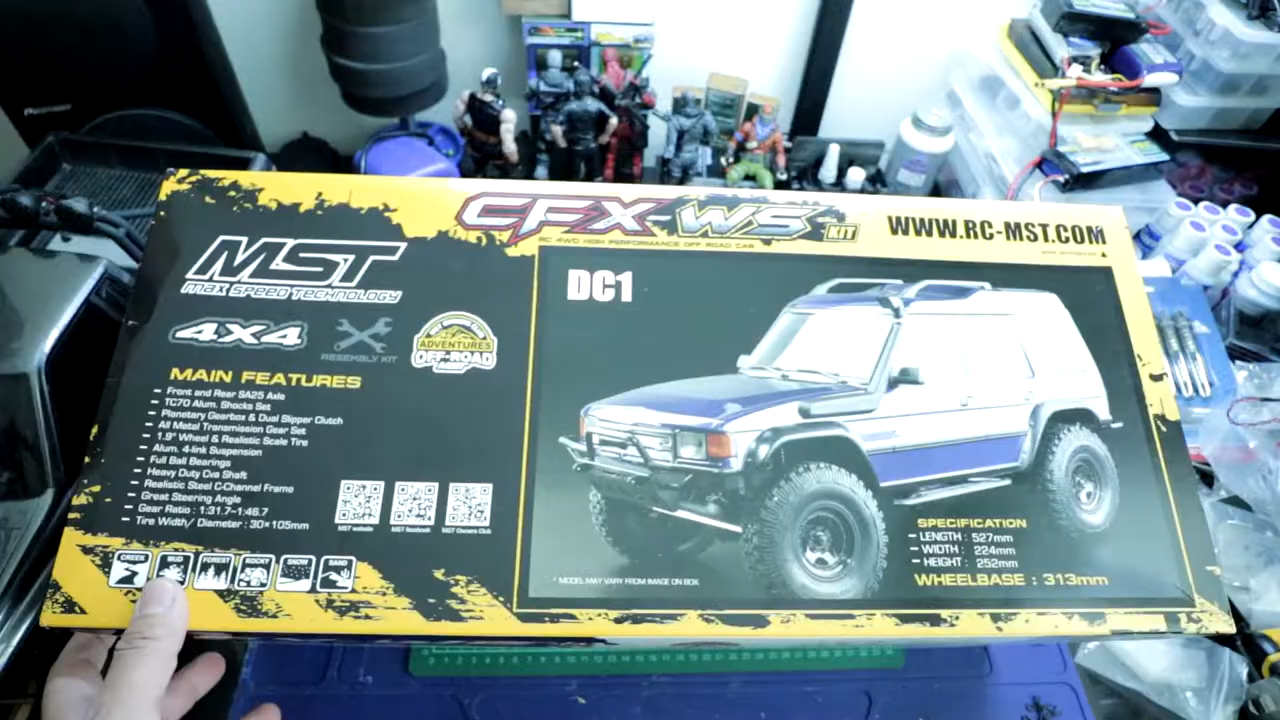 CFX-WS KIT
RC 4WD HIGH PERFORMANCE OFF ROAD CAR
WWW.RC-MST.COM
MST
MAX SPEED TECHNOLOGY
4X4
ASSEMBLY KIT
ADVENTURES
OFF-ROAD
MAIN FEATURES
- Front and Rear SA25 Axle
- TC70 Alum. Shocks Set
- Planetary Gearbox & Dual Slipper Clutch
- All Metal Transmission Gear Set
- 1.9" Wheel & Realistic Scale Tire
- Alum. 4-link Suspension
- Full Ball Bearings
- Heavy Duty Cva Shaft
- Realistic Steel C-Channel Frame
- Great Steering Angle
- Gear Ratio : 1:31.7~1:46.7
- Tire Width/ Diameter : 30×105mm
MST website
MST facebook
MST Owners Club
CREEK
MUD
FOREST
ROCKY
SNOW
SAND
DC1
* MODEL MAY VARY FROM IMAGE ON BOX
SPECIFICATION
- LENGTH : 527mm
- WIDTH : 224mm
- HEIGHT : 252mm
WHEELBASE : 313mm